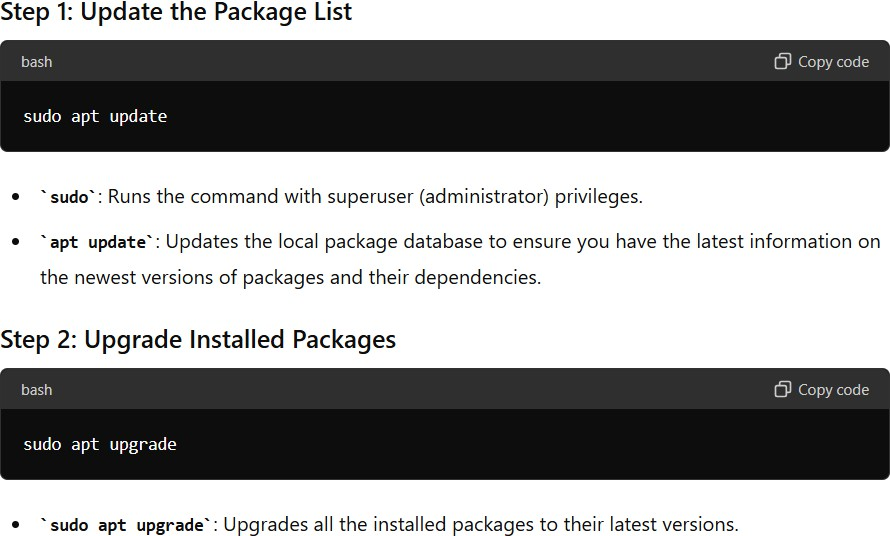 Step 1: Update the Package List
bash Copy code
sudo apt update
• `sudo`: Runs the command with superuser (administrator) privileges.
• `apt update`: Updates the local package database to ensure you have the latest information on
the newest versions of packages and their dependencies.
Step 2: Upgrade Installed Packages
bash Copy code
sudo apt upgrade
• `sudo apt upgrade`: Upgrades all the installed packages to their latest versions.